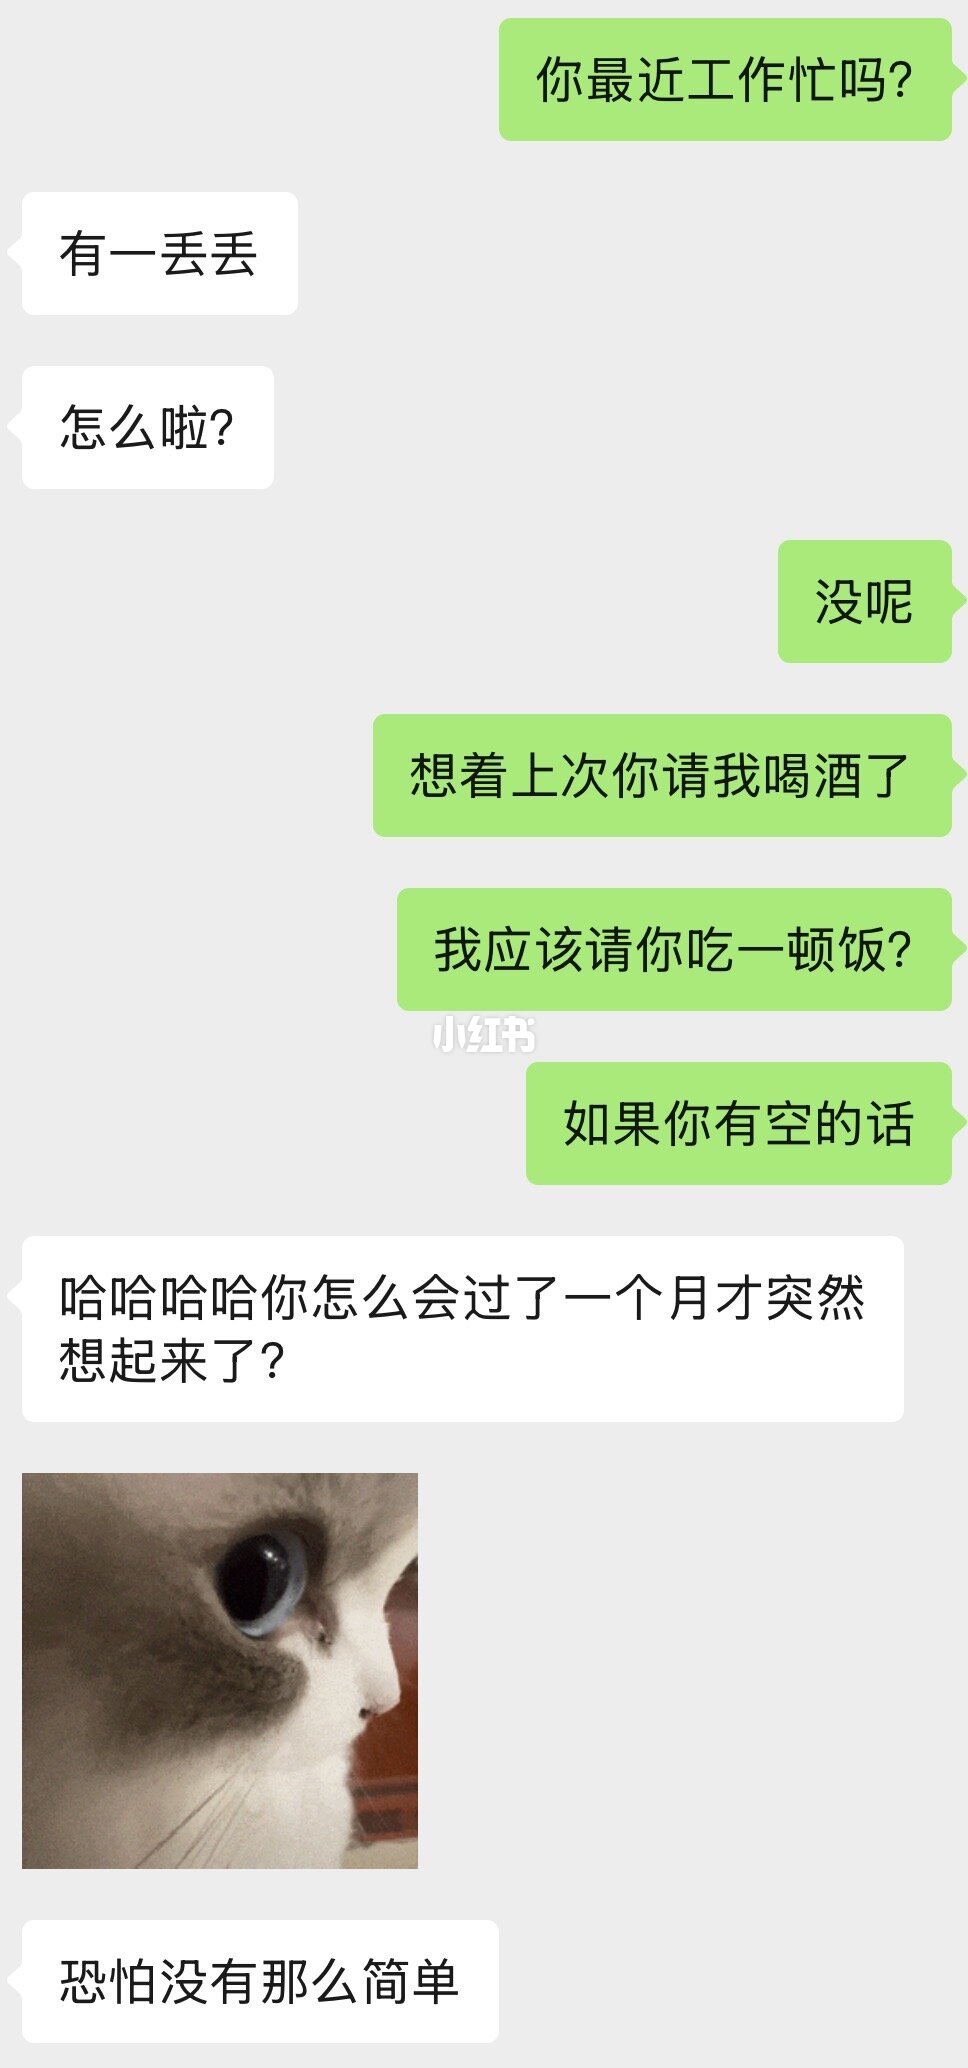 你最近工作忙吗?
有一丢丢
怎么啦?
没呢
想着上次你请我喝酒了
我应该请你吃一顿饭?
小红书
如果你有空的话
哈哈哈哈你怎么会过了一个月才突然
想起来了?
恐怕没有那么简单